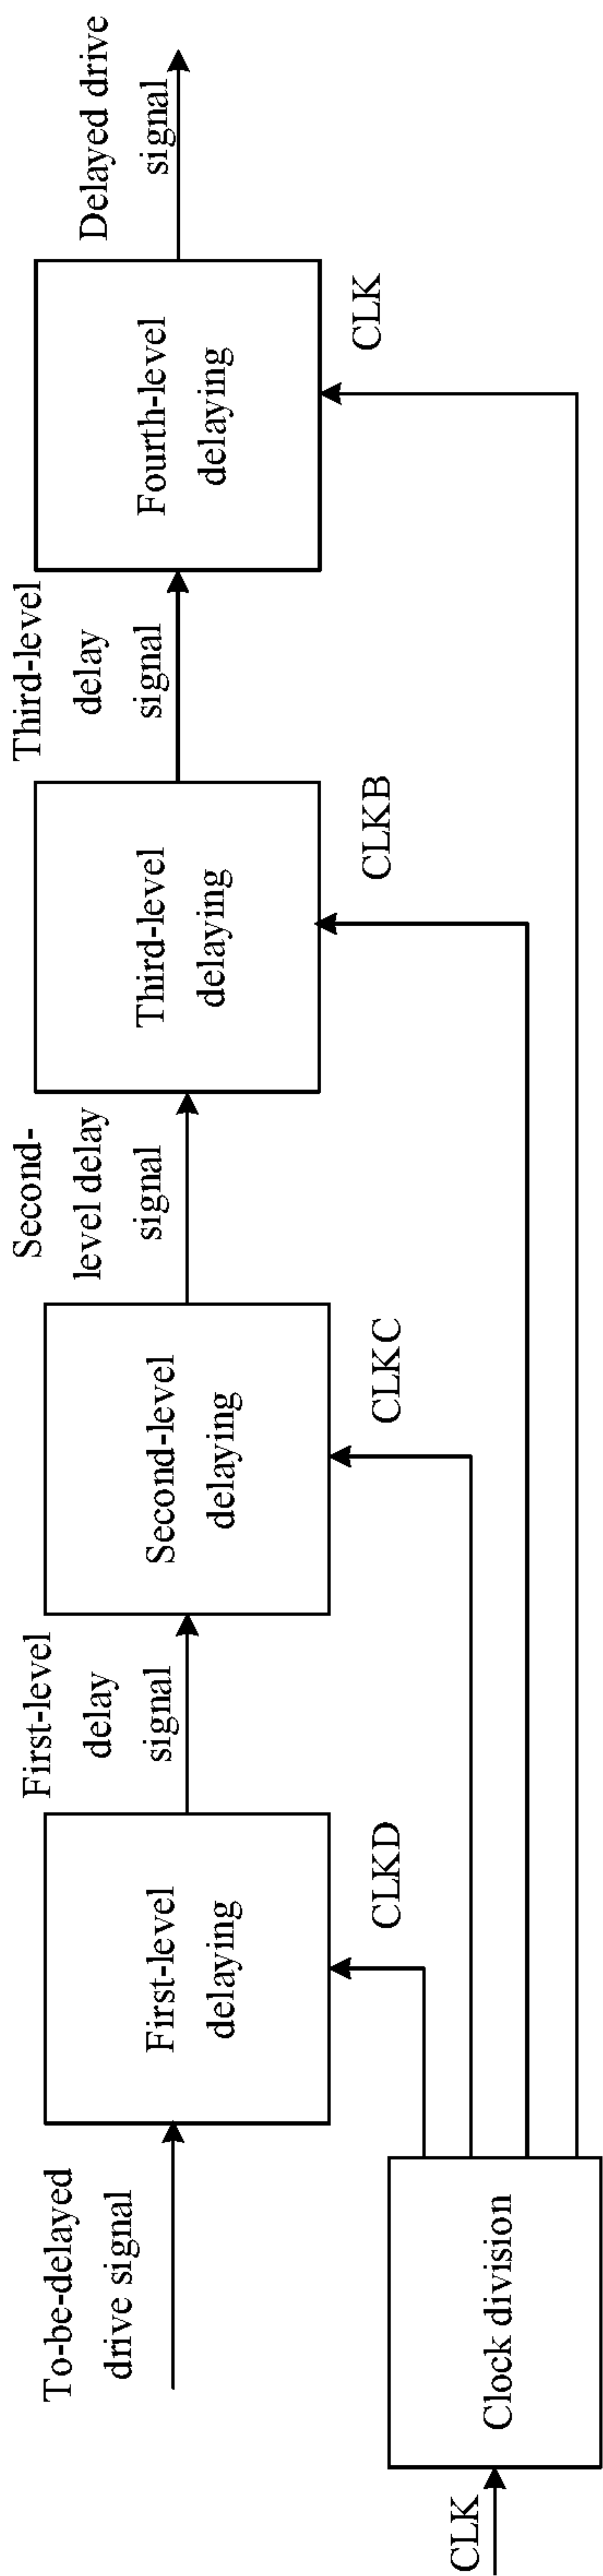 To-be-delayed
drive signal
First-level
delaying
First-level
delay
signal
Second-level
delaying
Second-
level delay
signal
Third-level
delaying
Third-level
delay
signal
Fourth-level
delaying
Delayed drive
signal
CLKD
CLKC
CLKB
CLK
CLK
Clock division